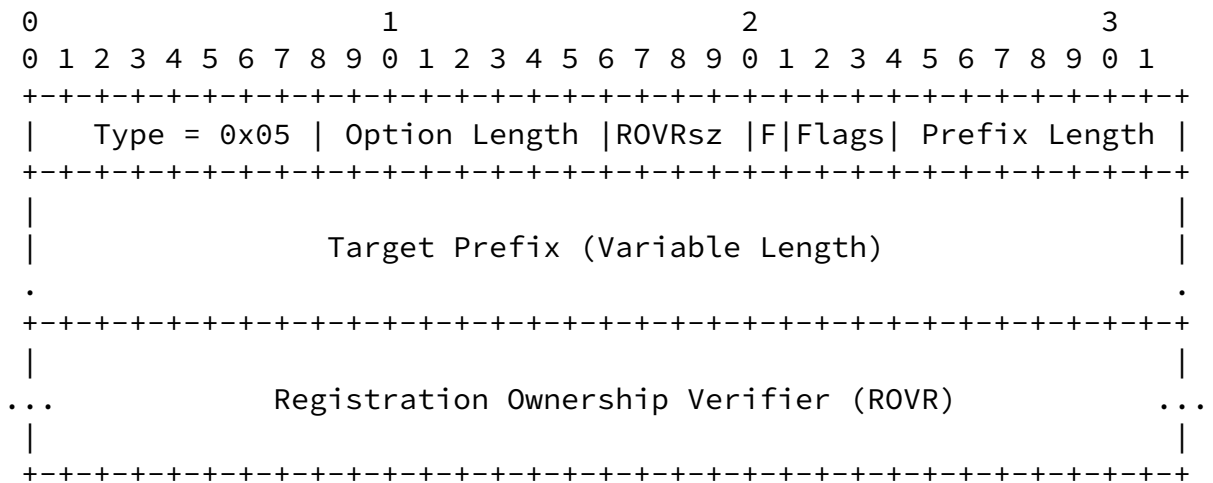 0                   1                   2                   3
0 1 2 3 4 5 6 7 8 9 0 1 2 3 4 5 6 7 8 9 0 1 2 3 4 5 6 7 8 9 0 1
+-+-+-+-+-+-+-+-+-+-+-+-+-+-+-+-+-+-+-+-+-+-+-+-+-+-+-+-+-+-+-+-+
|   Type = 0x05 | Option Length |ROVRsz |F|Flags| Prefix Length |
+-+-+-+-+-+-+-+-+-+-+-+-+-+-+-+-+-+-+-+-+-+-+-+-+-+-+-+-+-+-+-+-+
|                                                               |
|                Target Prefix (Variable Length)                |
.                                                               .
+-+-+-+-+-+-+-+-+-+-+-+-+-+-+-+-+-+-+-+-+-+-+-+-+-+-+-+-+-+-+-+-+
|                                                               |
...            Registration Ownership Verifier (ROVR)           ...
|                                                               |
+-+-+-+-+-+-+-+-+-+-+-+-+-+-+-+-+-+-+-+-+-+-+-+-+-+-+-+-+-+-+-+-+